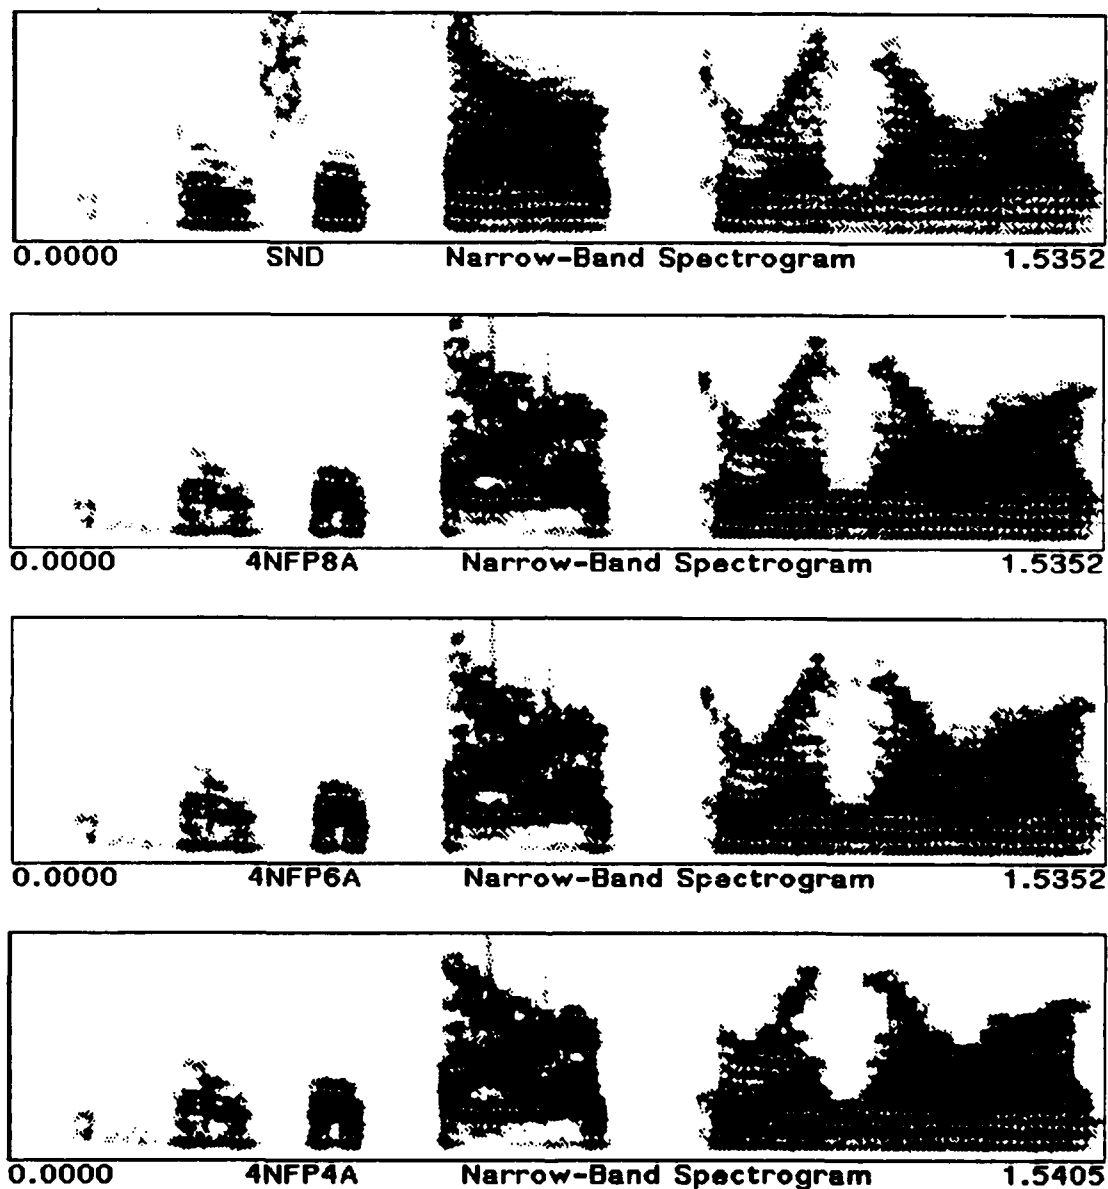 0.0000 SND Narrow-Band Spectrogram 1.5352
0.0000 4NFP8A Narrow-Band Spectrogram 1.5352
0.0000 4NFP6A Narrow-Band Spectrogram 1.5352
0.0000 4NFP4A Narrow-Band Spectrogram 1.5405